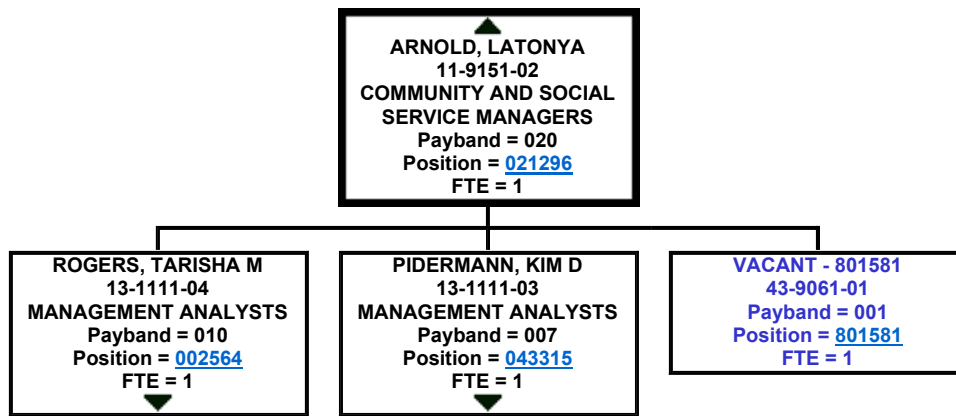 ARNOLD, LATONYA
11-9151-02
COMMUNITY AND SOCIAL
SERVICE MANAGERS
Payband = 020
Position = 021296
FTE = 1
ROGERS, TARISHA M
13-1111-04
MANAGEMENT ANALYSTS
Payband = 010
Position = 002564
FTE = 1
PIDERMANN, KIM D
13-1111-03
MANAGEMENT ANALYSTS
Payband = 007
Position = 043315
FTE = 1
VACANT - 801581
43-9061-01
Payband = 001
Position = 801581
FTE = 1